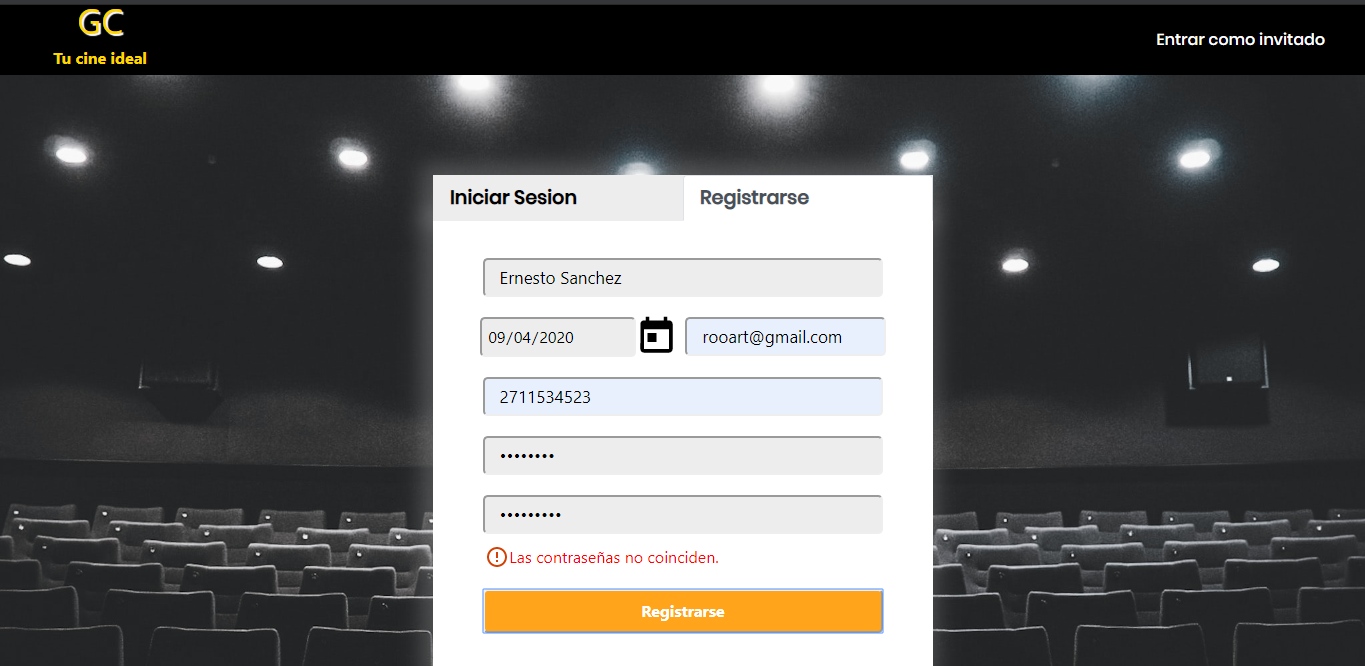 GC
Tu cine ideal
Entrar como invitado
Iniciar Sesion
Registrarse
Ernesto Sanchez
09/04/2020
rooart@gmail.com
2711534523
••••••••
•••••••••
Las contraseñas no coinciden.
Registrarse